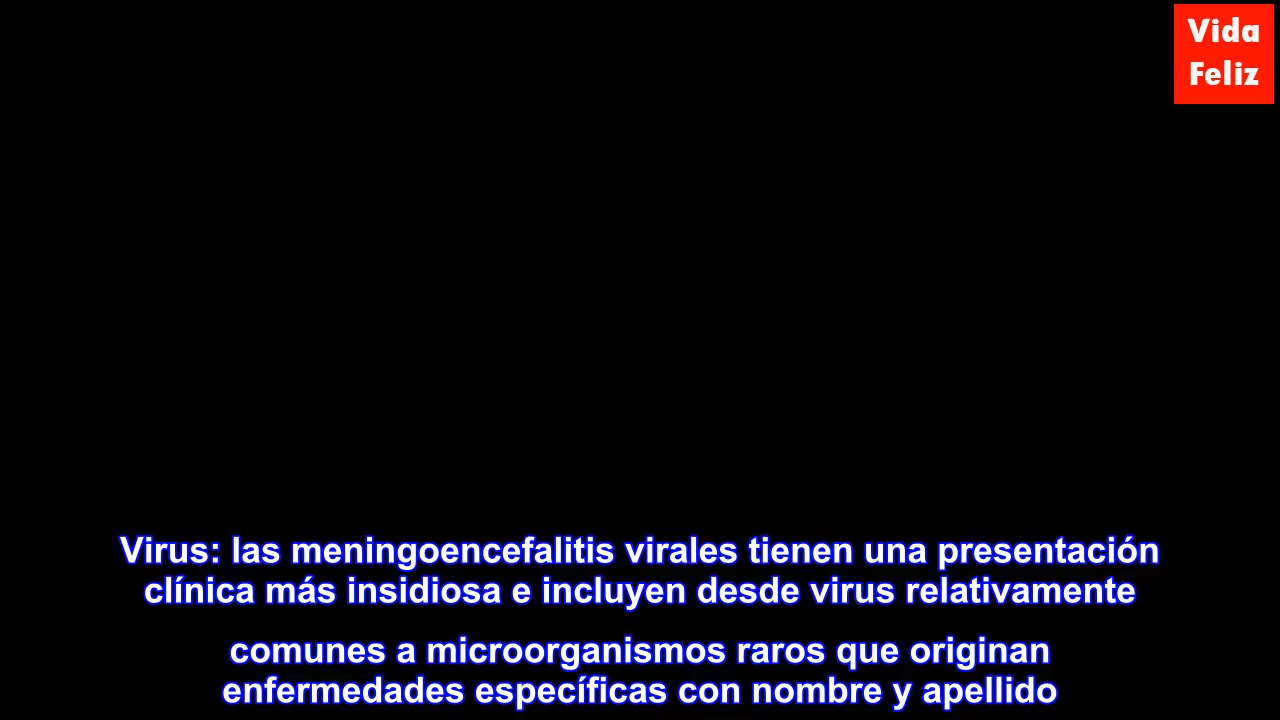 Vida
Feliz
Virus: las meningoencefalitis virales tienen una presentación
clínica más insidiosa e incluyen desde virus relativamente
comunes a microorganismos raros que originan
enfermedades específicas con nombre y apellido